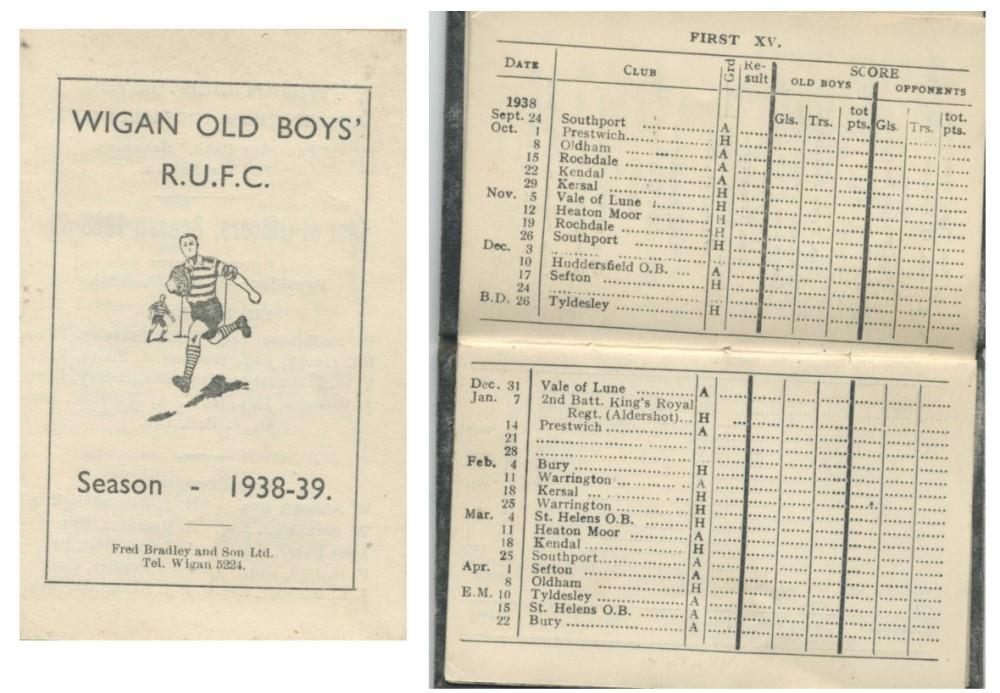 WIGAN OLD BOYS'
R.U.F.C.
Season - 1938-39.
Fred Bradley and Son Ltd.
Tel. Wigan 5224.
FIRST XV.
DATE CLUB Grd Re-sult SCORE
OLD BOYS OPPONENTS
Gls. Trs. tot pts. Gls. Trs. tot. pts.
1938
Sept. 24 Southport A
Oct. 1 Prestwich H
8 Oldham A
15 Rochdale A
22 Kendal A
29 Kersal H
Nov. 5 Vale of Lune H
12 Heaton Moor H
19 Rochdale H
26 Southport H
Dec. 3
10 Huddersfield O.B. A
17 Sefton H
24
B.D. 26 Tyldesley H
Dec. 31 Vale of Lune A
Jan. 7 2nd Batt. King's Royal
Regt. (Aldershot) H
14 Prestwich A
21
28
Feb. 4 Bury H
11 Warrington A
18 Kersal H
25 Warrington H
Mar. 4 St. Helens O.B. H
11 Heaton Moor A
18 Kendal H
25 Southport A
Apr. 1 Sefton A
8 Oldham H
E.M. 10 Tyldesley A
15 St. Helens O.B. A
22 Bury A